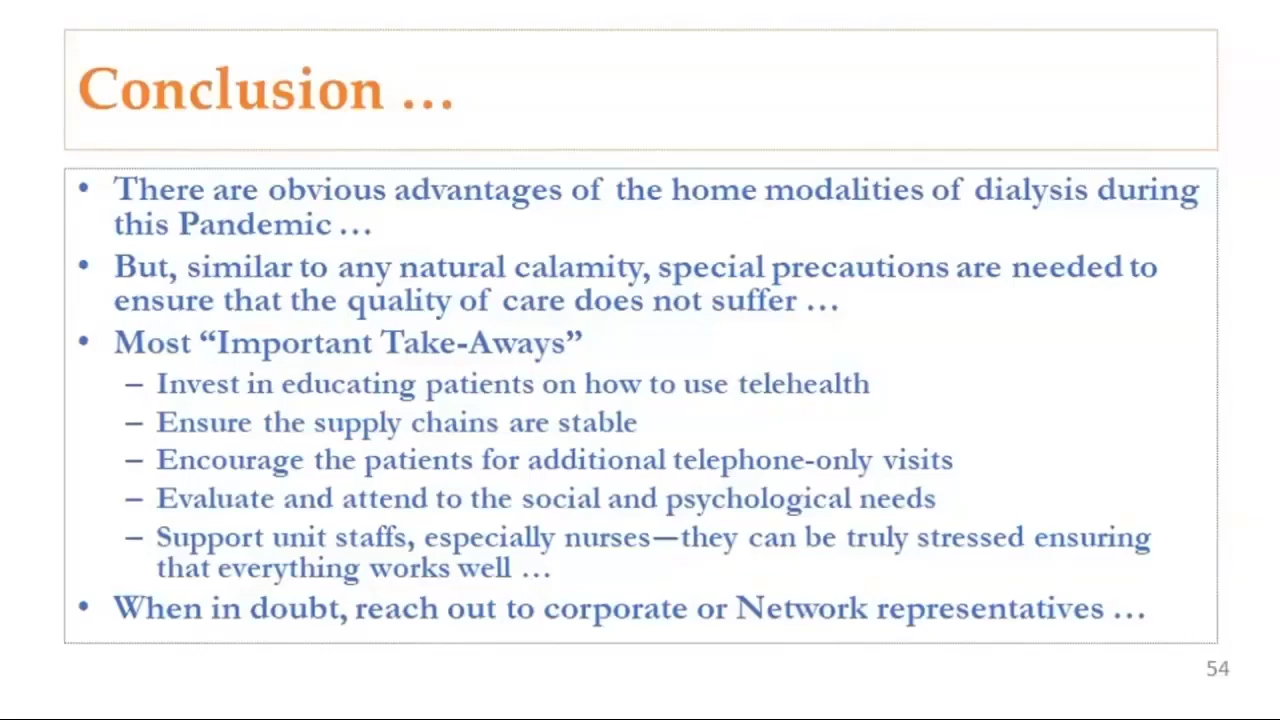 Conclusion …
• There are obvious advantages of the home modalities of dialysis during
this Pandemic …
• But, similar to any natural calamity, special precautions are needed to
ensure that the quality of care does not suffer …
• Most “Important Take-Aways”
– Invest in educating patients on how to use telehealth
– Ensure the supply chains are stable
– Encourage the patients for additional telephone-only visits
– Evaluate and attend to the social and psychological needs
– Support unit staffs, especially nurses—they can be truly stressed ensuring
that everything works well …
• When in doubt, reach out to corporate or Network representatives …
54